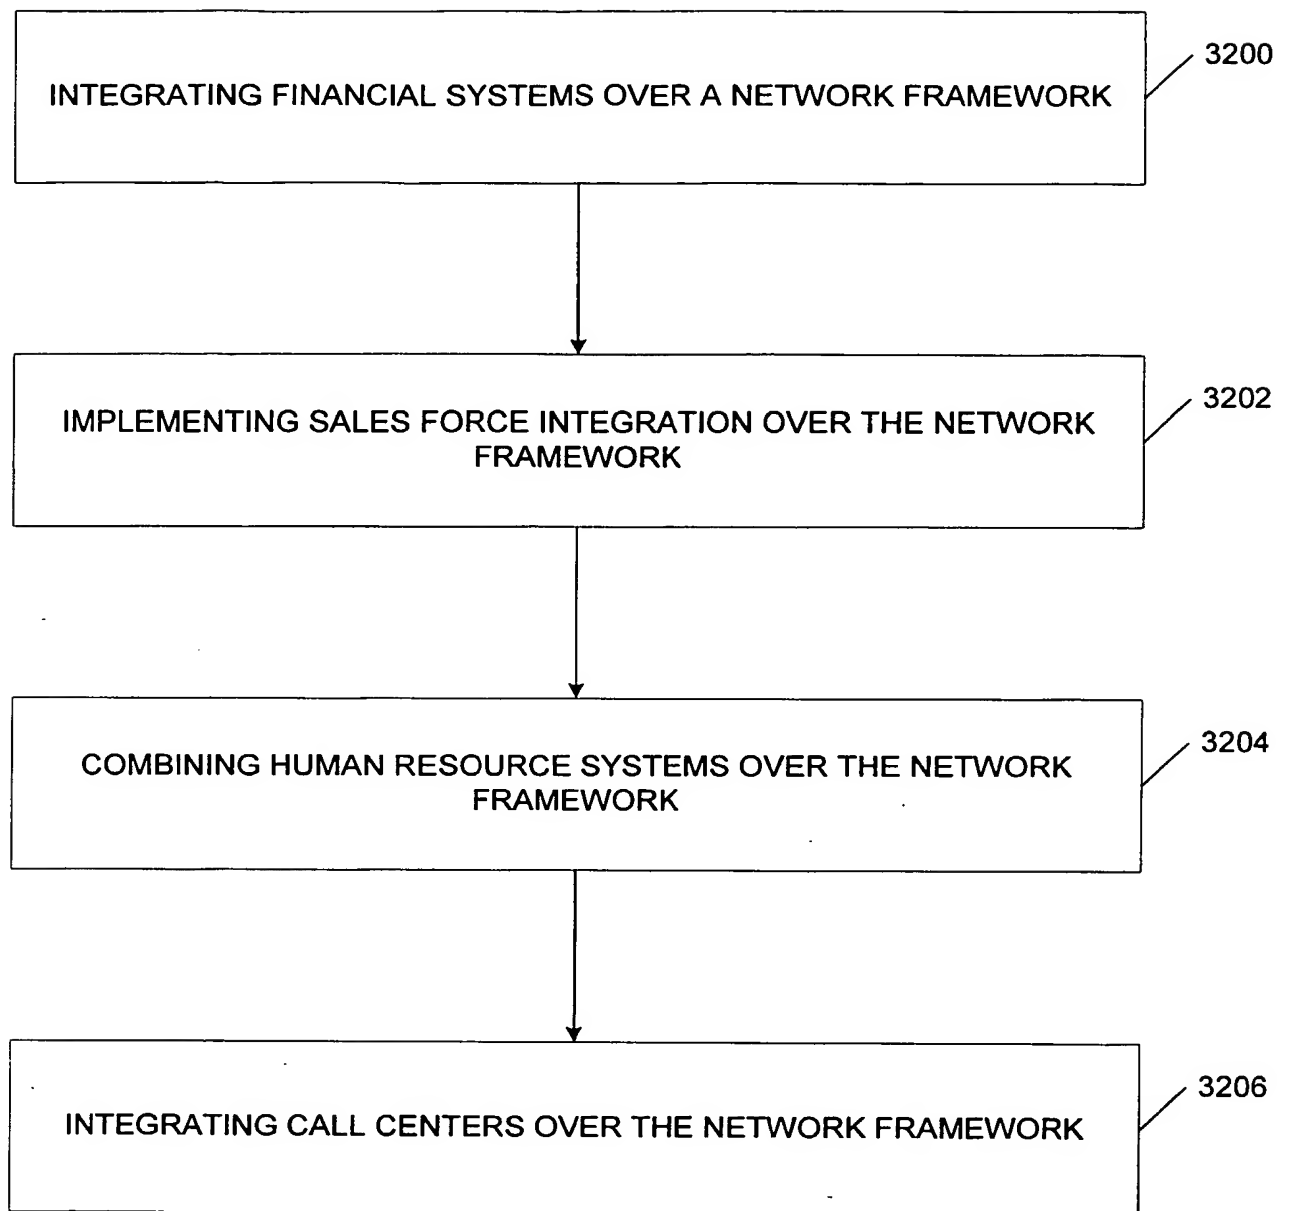 INTEGRATING FINANCIAL SYSTEMS OVER A NETWORK FRAMEWORK
3200
IMPLEMENTING SALES FORCE INTEGRATION OVER THE NETWORK
FRAMEWORK
3202
COMBINING HUMAN RESOURCE SYSTEMS OVER THE NETWORK
FRAMEWORK
3204
INTEGRATING CALL CENTERS OVER THE NETWORK FRAMEWORK
3206